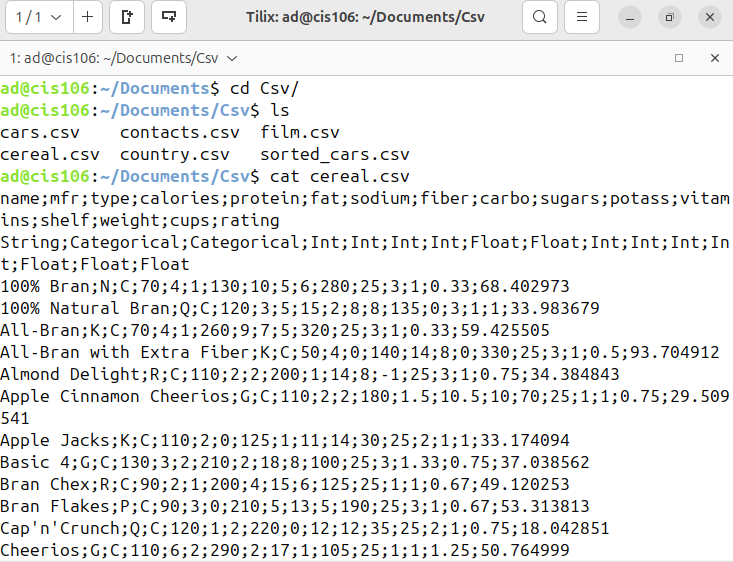 1 / 1
Tilix: ad@cis106: ~/Documents/Csv
1: ad@cis106: ~/Documents/Csv
ad@cis106:~/Documents$ cd Csv/
ad@cis106:~/Documents/Csv$ ls
cars.csv    contacts.csv  film.csv
cereal.csv  country.csv   sorted_cars.csv
ad@cis106:~/Documents/Csv$ cat cereal.csv
name;mfr;type;calories;protein;fat;sodium;fiber;carbo;sugars;potass;vitam
ins;shelf;weight;cups;rating
String;Categorical;Categorical;Int;Int;Int;Int;Float;Float;Int;Int;Int;In
t;Float;Float;Float
100% Bran;N;C;70;4;1;130;10;5;6;280;25;3;1;0.33;68.402973
100% Natural Bran;Q;C;120;3;5;15;2;8;8;135;0;3;1;1;33.983679
All-Bran;K;C;70;4;1;260;9;7;5;320;25;3;1;0.33;59.425505
All-Bran with Extra Fiber;K;C;50;4;0;140;14;8;0;330;25;3;1;0.5;93.704912
Almond Delight;R;C;110;2;2;200;1;14;8;-1;25;3;1;0.75;34.384843
Apple Cinnamon Cheerios;G;C;110;2;2;180;1.5;10.5;10;70;25;1;1;0.75;29.509
541
Apple Jacks;K;C;110;2;0;125;1;11;14;30;25;2;1;1;33.174094
Basic 4;G;C;130;3;2;210;2;18;8;100;25;3;1.33;0.75;37.038562
Bran Chex;R;C;90;2;1;200;4;15;6;125;25;1;1;0.67;49.120253
Bran Flakes;P;C;90;3;0;210;5;13;5;190;25;3;1;0.67;53.313813
Cap'n'Crunch;Q;C;120;1;2;220;0;12;12;35;25;2;1;0.75;18.042851
Cheerios;G;C;110;6;2;290;2;17;1;105;25;1;1;1.25;50.764999